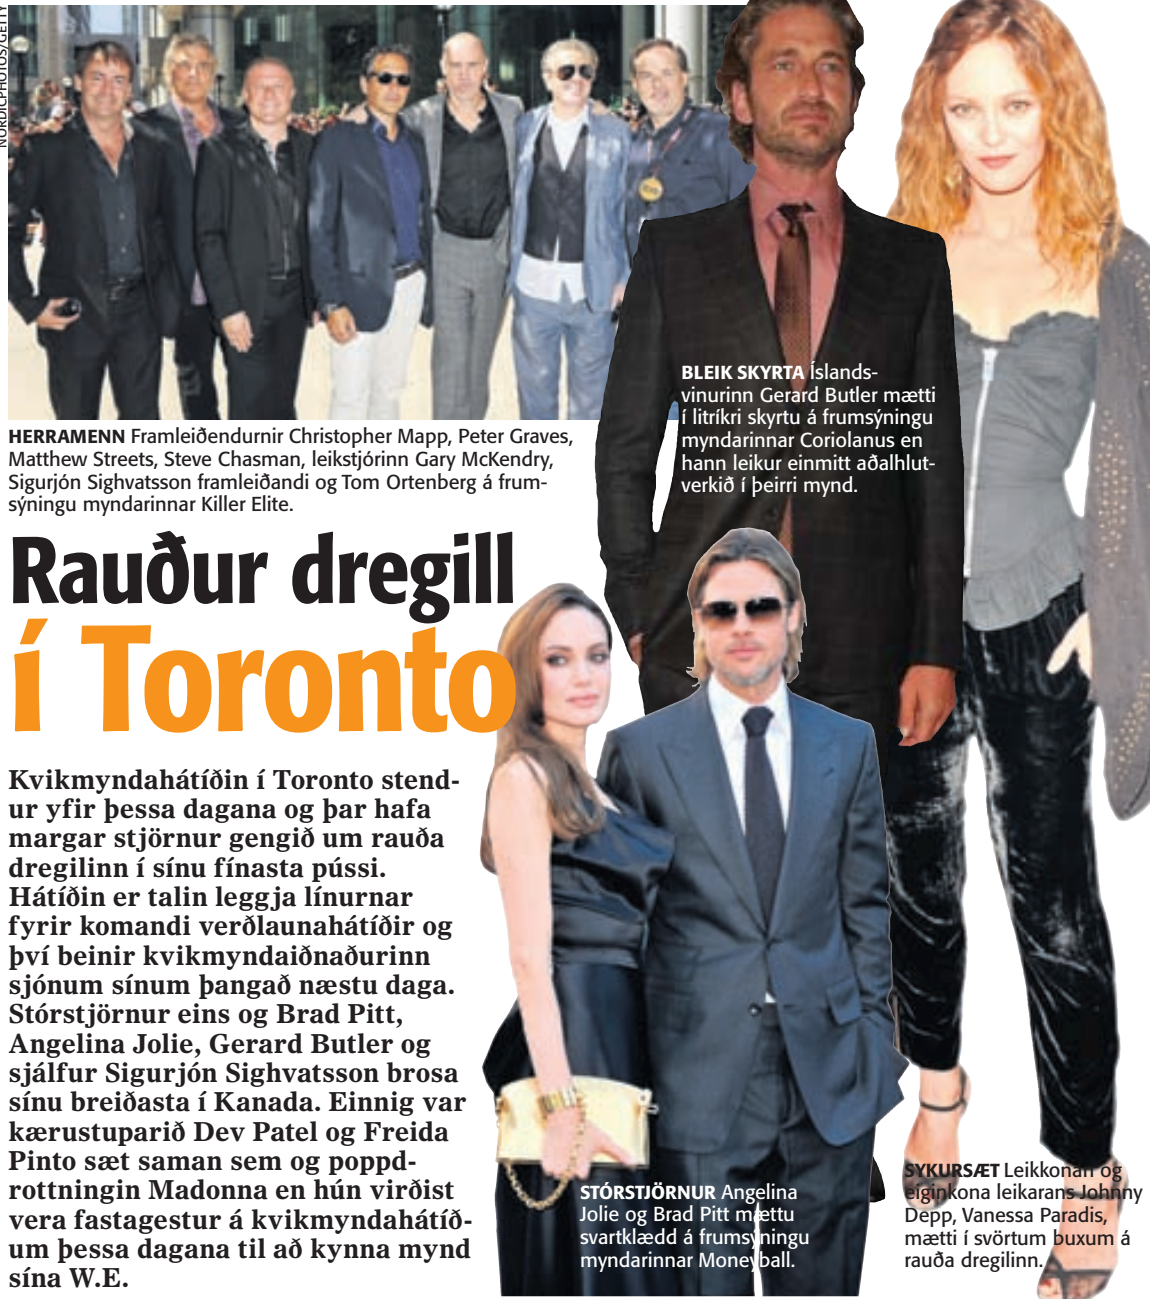 NORDICPHOTOS/GETTY
HERRAMENN Framleiðendurnir Christopher Mapp, Peter Graves,
Matthew Streets, Steve Chasman, leikstjórinn Gary McKendry,
Sigurjón Sighvatsson framleiðandi og Tom Ortenberg á frum-
sýningu myndarinnar Killer Elite.
BLEIK SKYRTA Íslands-
vinurinn Gerard Butler mætti
í litríkri skyrtu á frumsýningu
myndarinnar Coriolanus en
hann leikur einmitt aðalhlut-
verkið í þeirri mynd.
Rauður dregill
í Toronto
Kvikmyndahátíðin í Toronto stend-
ur yfir þessa dagana og þar hafa
margar stjörnur gengið um rauða
dregilinn í sínu fínasta pússi.
Hátíðin er talin leggja línurnar
fyrir komandi verðlaunahátíðir og
því beinir kvikmyndaiðnaðurinn
sjónum sínum þangað næstu daga.
Stórstjörnur eins og Brad Pitt,
Angelina Jolie, Gerard Butler og
sjálfur Sigurjón Sighvatsson brosa
sínu breiðasta í Kanada. Einnig var
kærustuparið Dev Patel og Freida
Pinto sæt saman sem og poppd-
rottningin Madonna en hún virðist
vera fastagestur á kvikmyndahátíð-
um þessa dagana til að kynna mynd
sína W.E.
STÓRSTJÖRNUR Angelina
Jolie og Brad Pitt mættu
svartklædd á frumsýningu
myndarinnar Moneyball.
SYKURSÆT Leikkonan og
eiginkona leikarans Johnny
Depp, Vanessa Paradis,
mætti í svörtum buxum á
rauða dregilinn.